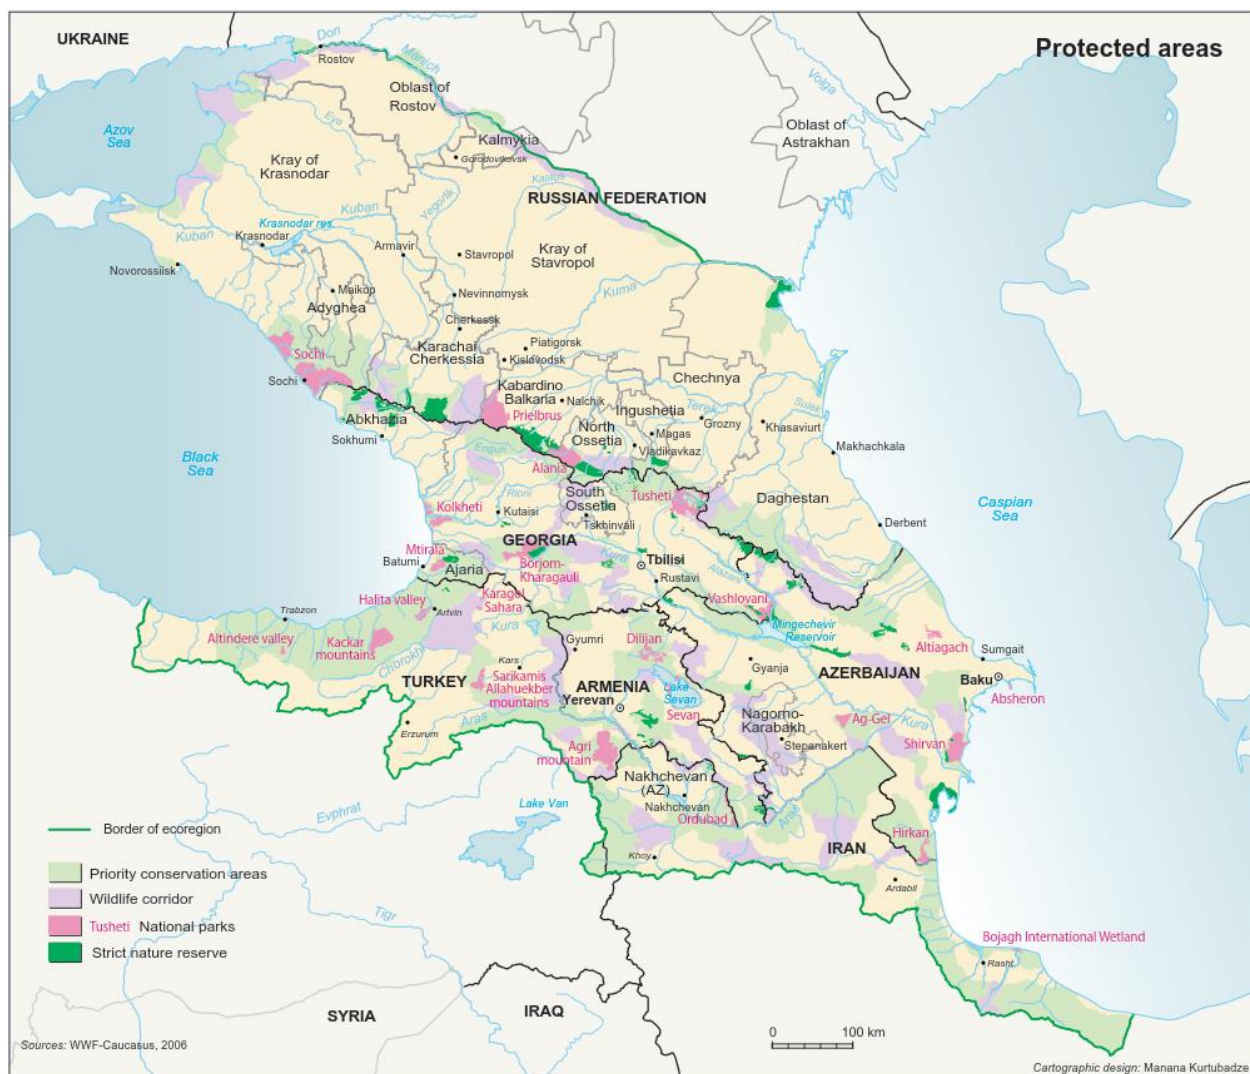 Protected areas
UKRAINE
Don
Rostov
Manich
Oblast of
Rostov
Volga
Azov
Sea
Eya
Kalmykia
Gorodovikovsk
Oblast of
Astrakhan
Kray of
Krasnodar
Kalaus
Yegorlik
RUSSIAN FEDERATION
Kuban
Krasnodar res.
Kuban
Krasnodar
Armavir
Stavropol
Kray of
Stavropol
Novorossiisk
Maikop
Adyghea
Nevinnomysk
Kuma
Cherkessk
Karachai
Cherkessia
Piatigorsk
Kislovodsk
Sochi
Sochi
Chechnya
Kabardino
Balkaria
Nalchik
Prielbrus
Ingushetia
Terek
Sulak
Abkhazia
Sokhumi
North
Ossetia
Magas
Grozny
Khasaviurt
Vladikavkaz
Makhachkala
Black
Sea
Enguri
Alania
Rioni
South
Ossetia
Tusheti
Daghestan
Caspian
Sea
Kolkheti
Kutaisi
Tskhinvali
Derbent
GEORGIA
Mtirala
Batumi
Ajaria
Borjom-
Kharagauli
Kura
Tbilisi
Rustavi
Alazani
Halita valley
Karagol
Sahara
Vashlovani
Trabzon
Artvin
Kura
Mingechevir
Reservoir
Altindere valley
Kackar
mountains
Chorokhi
Gyumri
Dilijan
Altiagach
Sumgait
Kars
Gyanja
AZERBAIJAN
Baku
TURKEY
Sarikamis
Allahuekber
mountains
ARMENIA
Yerevan
Lake
Sevan
Sevan
Absheron
Aras
Nagorno-
Karabakh
Ag-Gel
Kura
Erzurum
Stepanakert
Shirvan
Agri
mountain
Nakhchevan
(AZ)
Nakhchevan
Ordubad
Aras
Lake Van
Evphrat
Hirkan
IRAN
Khoy
Ardabil
Border of ecoregion
Priority conservation areas
Wildlife corridor
Tusheti National parks
Strict nature reserve
Tigr
Bojagh International Wetland
Rasht
SYRIA
IRAQ
0 100 km
Sources: WWF-Caucasus, 2006
Cartographic design: Manana Kurtubadze